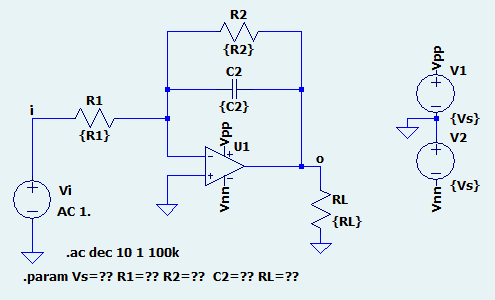 R2
{R2}
C2
{C2}
i
R1
{R1}
Vpp
U1
Vnn
o
RL
{RL}
Vi
AC 1.
Vpp
V1
{Vs}
V2
{Vs}
Vnn
.ac dec 10 1 100k
.param Vs=?? R1=?? R2=?? C2=?? RL=??